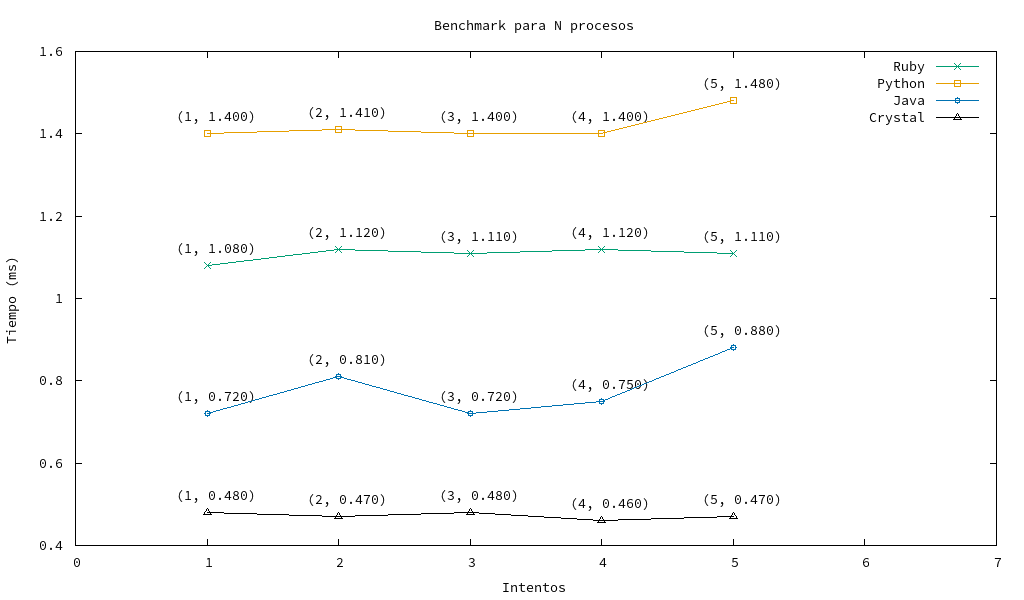 Benchmark para N procesos
1.6
1.4
1.2
1
0.8
0.6
0.4
Tiempo (ms)
Ruby
Python
Java
Crystal
(1, 1.400) (2, 1.410) (3, 1.400) (4, 1.400) (5, 1.480)
(1, 1.080) (2, 1.120) (3, 1.110) (4, 1.120) (5, 1.110)
(1, 0.720) (2, 0.810) (3, 0.720) (4, 0.750) (5, 0.880)
(1, 0.480) (2, 0.470) (3, 0.480) (4, 0.460) (5, 0.470)
0 1 2 3 4 5 6 7
Intentos